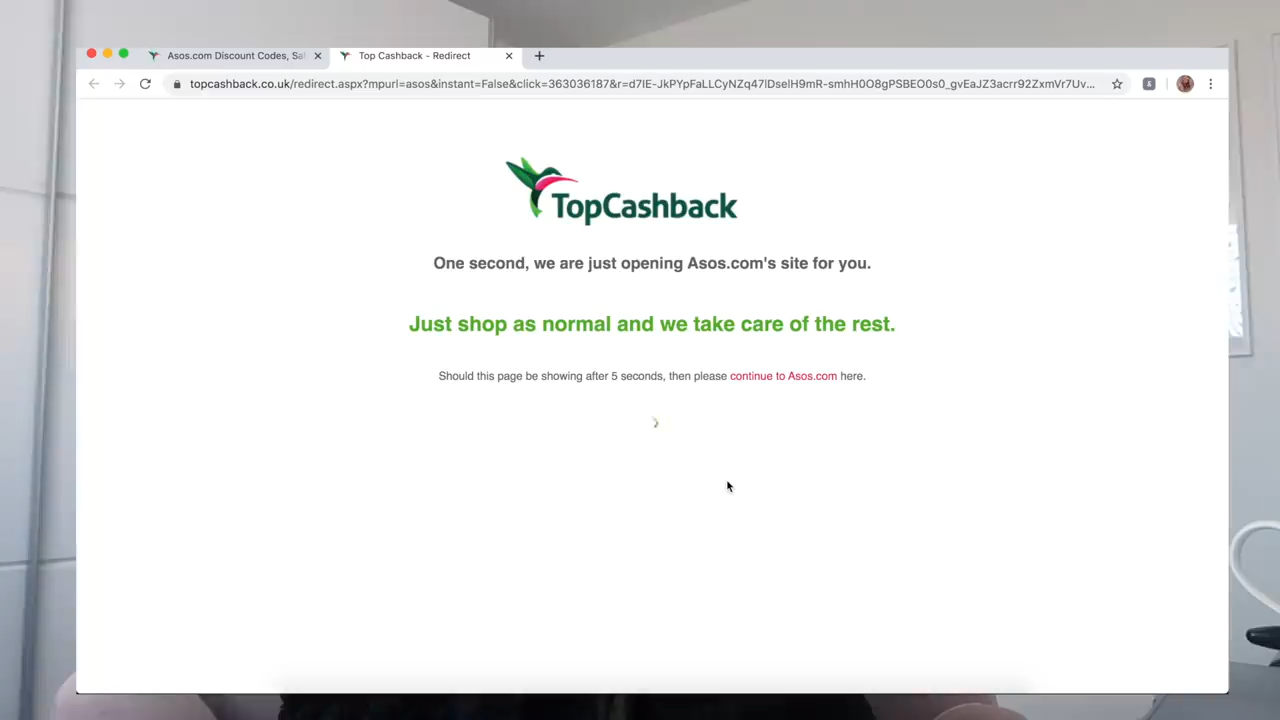 Asos.com Discount Codes, Sa
Top Cashback - Redirect
topcashback.co.uk/redirect.aspx?mpurl=asos&instant=False&click=363036187&r=d7IE-JkPYpFaLLCyNZq47lDselH9mR-smhH0O8gPSBEO0s0_gvEaJZ3acrr92ZxmVr7Uv...
TopCashback
One second, we are just opening Asos.com's site for you.
Just shop as normal and we take care of the rest.
Should this page be showing after 5 seconds, then please continue to Asos.com here.